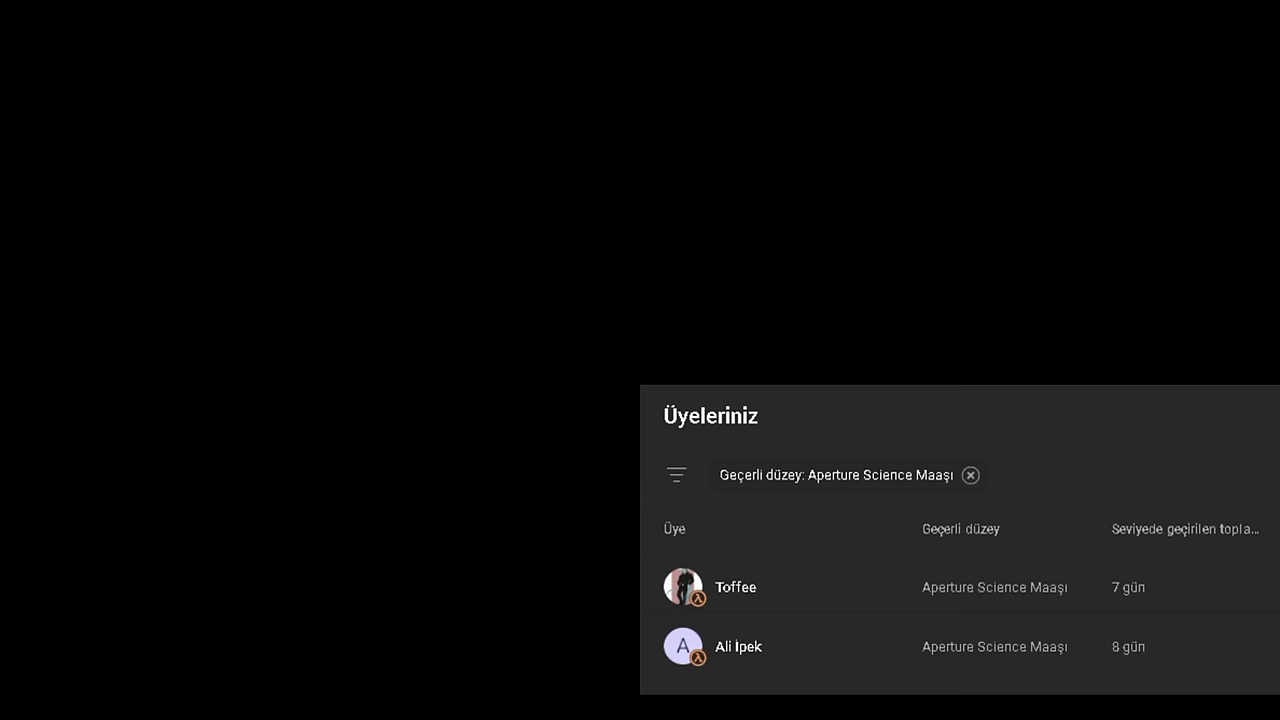 Üyeleriniz
Geçerli düzey: Aperture Science Maaşı
Üye Geçerli düzey Seviyede geçirilen topla...
Toffee Aperture Science Maaşı 7 gün
A Ali İpek Aperture Science Maaşı 8 gün